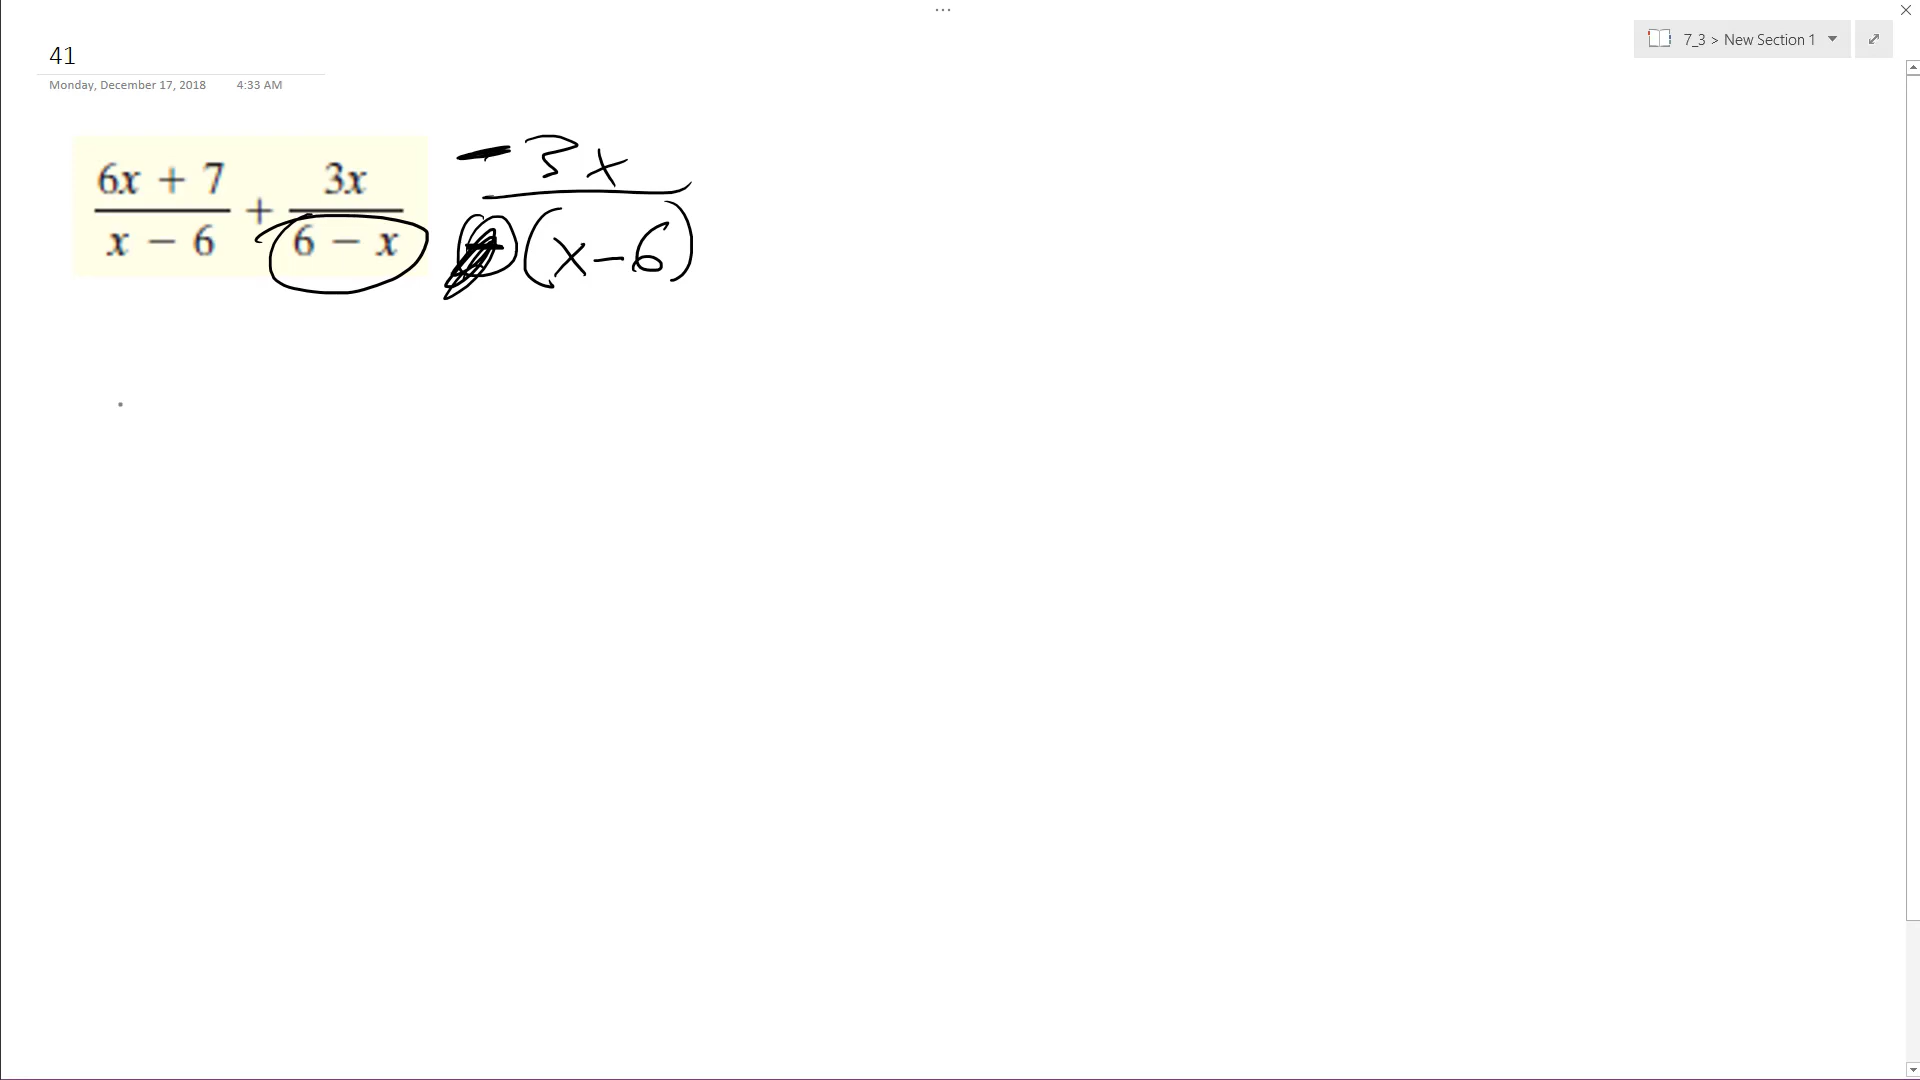 ...
41
7_3 > New Section 1
Monday, December 17, 2018 4:33 AM
6x + 7
x − 6
+
3x
6 − x
− 3x
(x − 6)